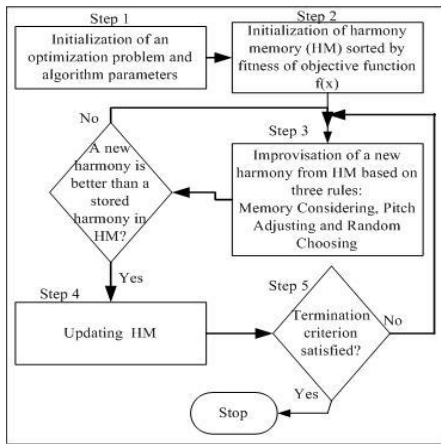 Step 1
Initialization of an
optimization problem and
algorithm parameters
Step 2
Initialization of harmony
memory (HM) sorted by
fitness of objective function
f(x)
No
A new
harmony is
better than a
stored
harmony in
HM?
Yes
Step 3
Improvisation of a new
harmony from HM based on
three rules:
Memory Considering, Pitch
Adjusting and Random
Choosing
Step 4
Updating HM
Step 5
Termination
criterion
satisfied?
No
Yes
Stop